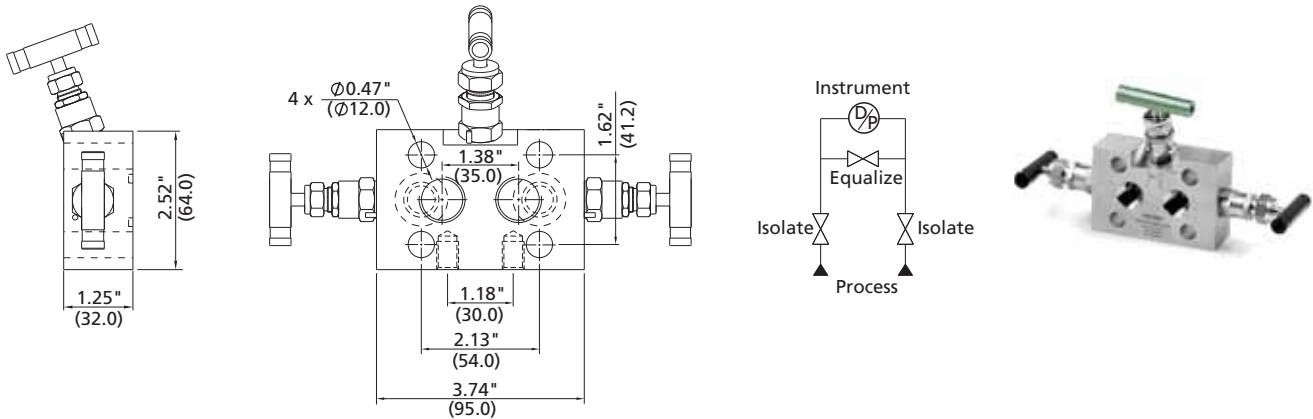 2.52"
(64.0)
1.25"
(32.0)
4 x Ø0.47"
(Ø12.0)
1.62"
(41.2)
1.38"
(35.0)
1.18"
(30.0)
2.13"
(54.0)
3.74"
(95.0)
Instrument
D/P
Equalize
Isolate Isolate
Process